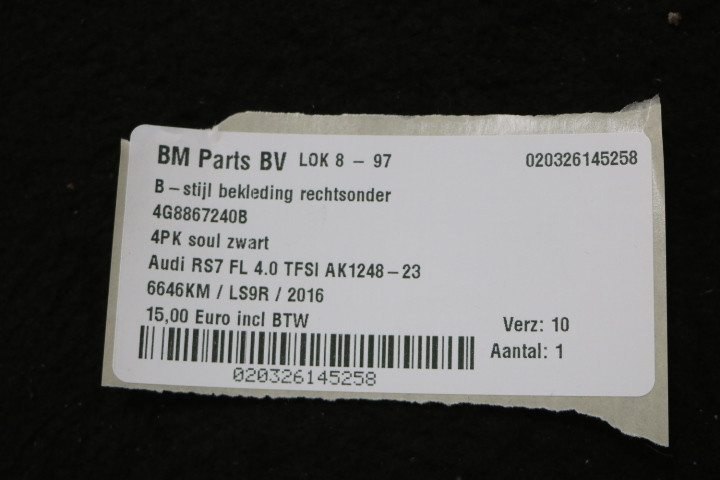 BM Parts BV LOK 8 - 97 020326145258
B-stijl bekleding rechtsonder
4G8867240B
4PK soul zwart
Audi RS7 FL 4.0 TFSI AK1248-23
6646KM / LS9R / 2016
15,00 Euro incl BTW Verz: 10
Aantal: 1
020326145258